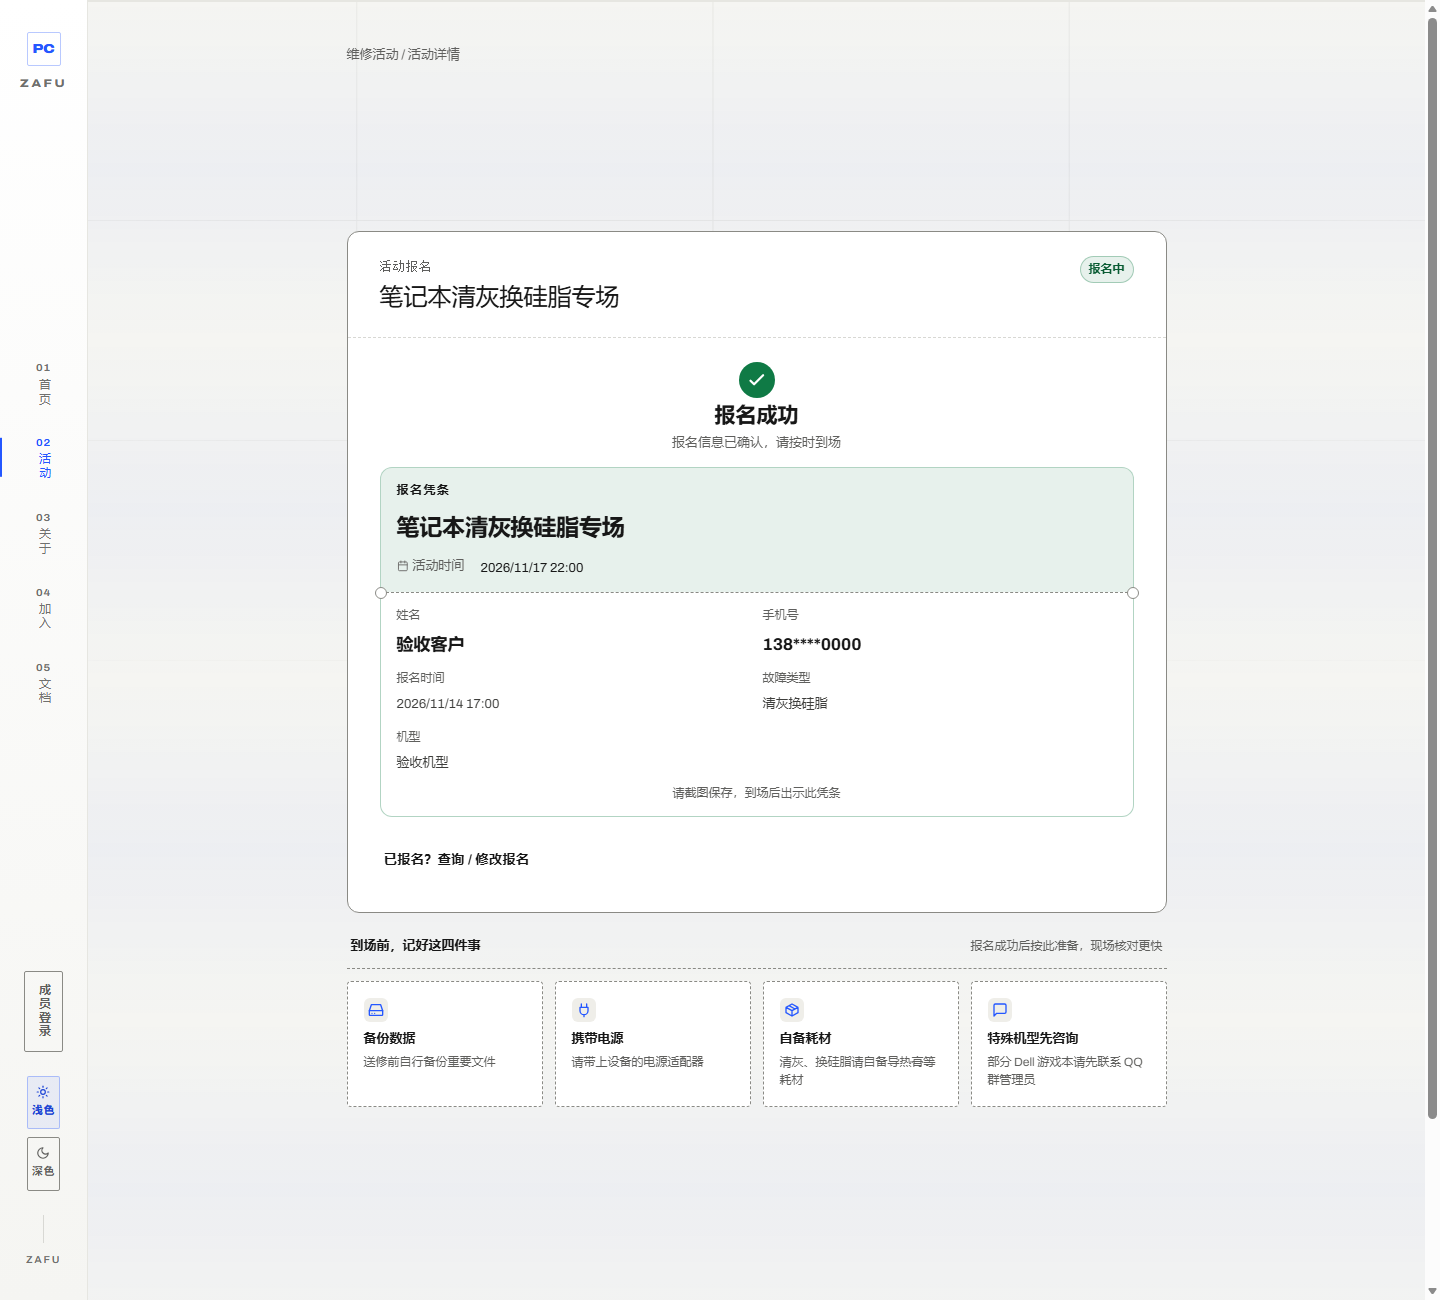 PC
ZAFU
01
首页
02
活动
03
关于
04
加入
05
文档
成员登录
浅色
深色
ZAFU
维修活动 / 活动详情
活动报名
笔记本清灰换硅脂专场
报名中
报名成功
报名信息已确认，请按时到场
报名凭条
笔记本清灰换硅脂专场
活动时间 2026/11/17 22:00
姓名
验收客户
手机号
138****0000
报名时间
2026/11/14 17:00
故障类型
清灰换硅脂
机型
验收机型
请截图保存，到场后出示此凭条
已报名？查询 / 修改报名
到场前，记好这四件事
报名成功后按此准备，现场核对更快
备份数据
送修前自行备份重要文件
携带电源
请带上设备的电源适配器
自备耗材
清灰、换硅脂请自备导热膏等
耗材
特殊机型先咨询
部分 Dell 游戏本请先联系 QQ
群管理员